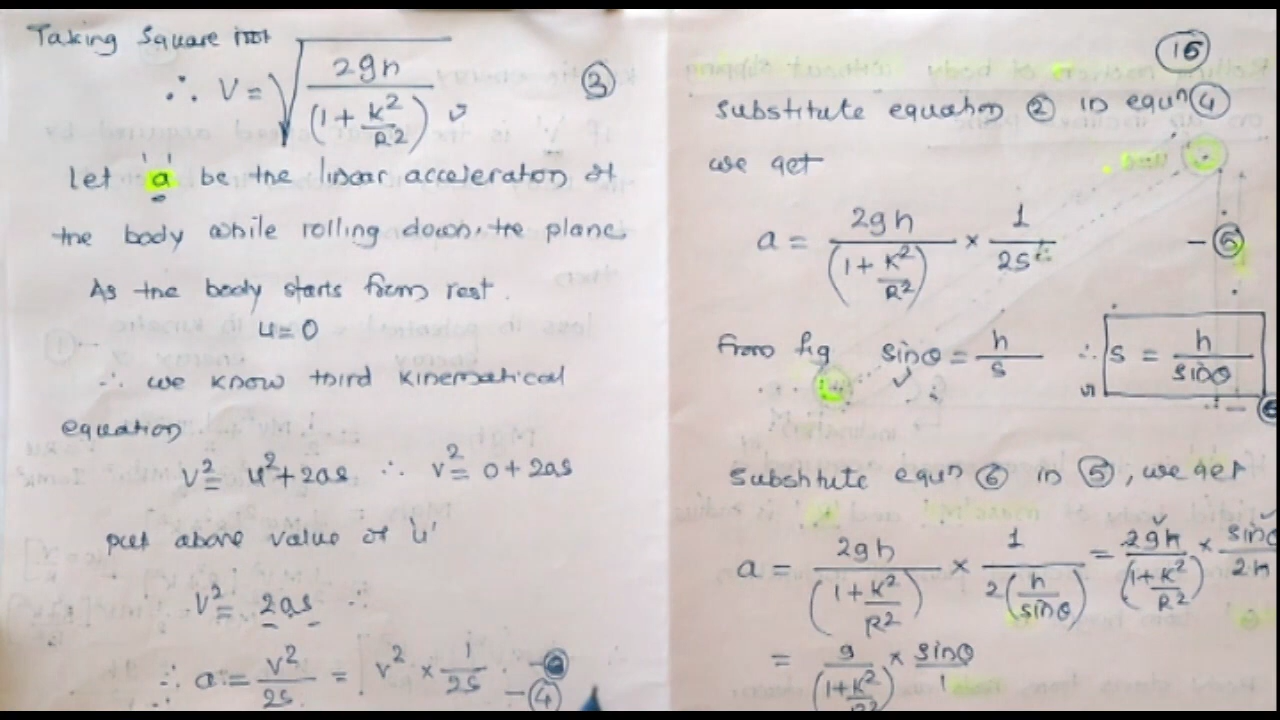 Taking Square root
∴ V = √(2gh / (1 + K²/R²)) ③
Let 'a' be the linear acceleration of
the body while rolling down, the plane.
As the body starts from rest.
u = 0
∴ we know third kinematical
equation
v² = u² + 2as ∴ v² = 0 + 2as
put above value of 'u'
v² = 2as
∴ a = v²/2s = v² × 1/2s - ④
15
Substitute equation ② in equn ④
we get
a = 2gh / (1 + K²/R²) × 1/2s - ⑤
from fig sinθ = h/s ∴ s = h/sinθ
Substitute equn ⑥ in ⑤, we get
a = 2gh / (1 + K²/R²) × 1 / 2(h/sinθ) = 2gh / (1 + K²/R²) × sinθ / 2h
= g / (1 + K²/R²) × sinθ / 1